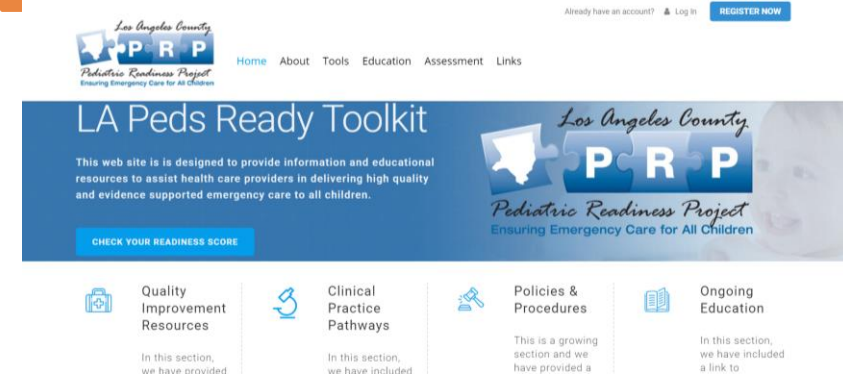 Already have an account? Log In REGISTER NOW
Los Angeles County
P R P
Pediatric Readiness Project
Ensuring Emergency Care for All Children
Home About Tools Education Assessment Links
LA Peds Ready Toolkit
This web site is is designed to provide information and educational
resources to assist health care providers in delivering high quality
and evidence supported emergency care to all children.
CHECK YOUR READINESS SCORE
Los Angeles County
P R P
Pediatric Readiness Project
Ensuring Emergency Care for All Children
Quality
Improvement
Resources
In this section,
we have provided
Clinical
Practice
Pathways
In this section,
we have included
Policies &
Procedures
This is a growing
section and we
have provided a
Ongoing
Education
In this section,
we have included
a link to